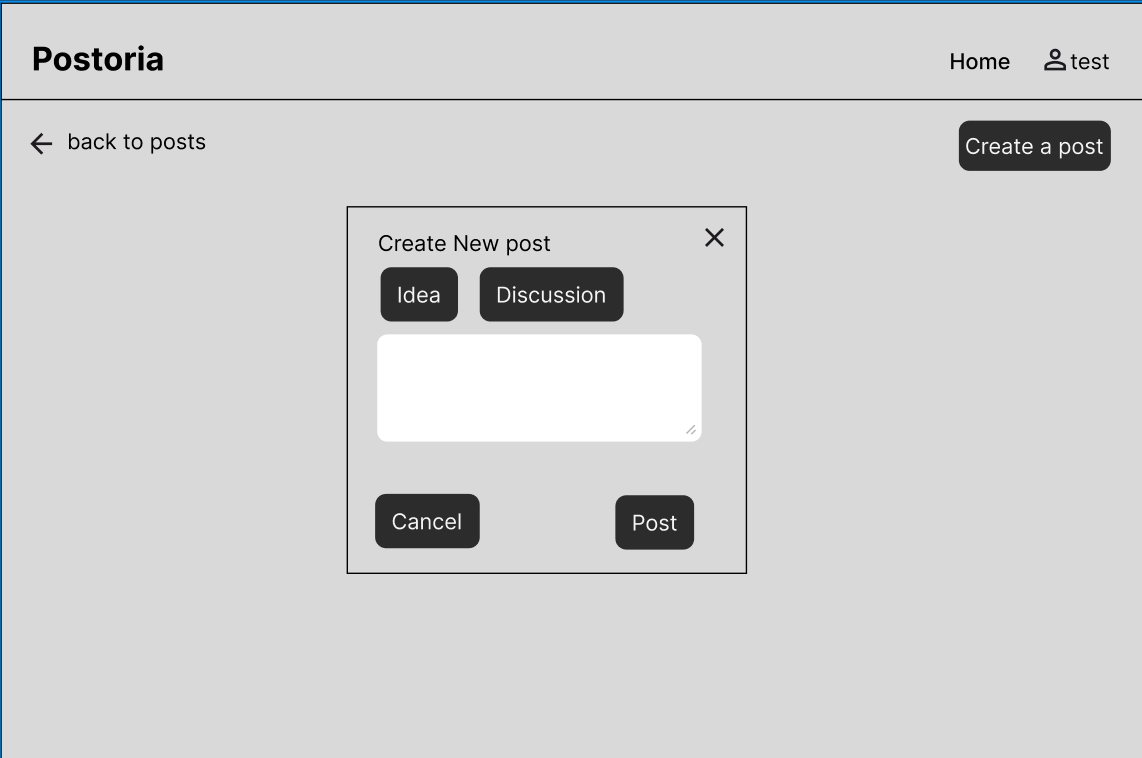 Postoria
Home
test
back to posts
Create a post
Create New post
Idea
Discussion
Cancel
Post